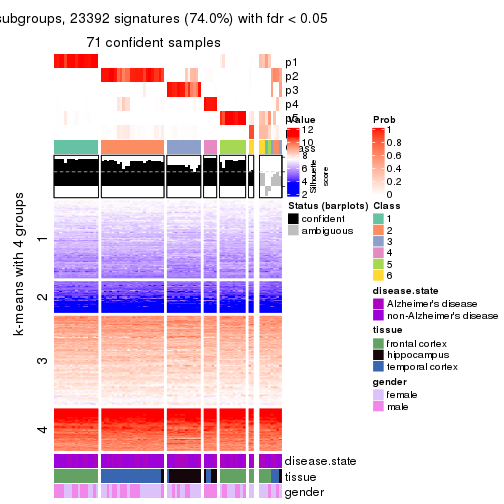 subgroups, 23392 signatures (74.0%) with fdr < 0.05
71 confident samples
p1
p2
p3
p4
p5
Value
12
10
8
6
4
2
Prob
1
0.8
0.6
0.4
0.2
0
1
0.5
0
Silhouette
score
Status (barplots)
confident
ambiguous
Class
1
2
3
4
5
6
disease.state
Alzheimer's disease
non-Alzheimer's disease
tissue
frontal cortex
hippocampus
temporal cortex
gender
female
male
k-means with 4 groups
1
2
3
4
disease.state
tissue
gender